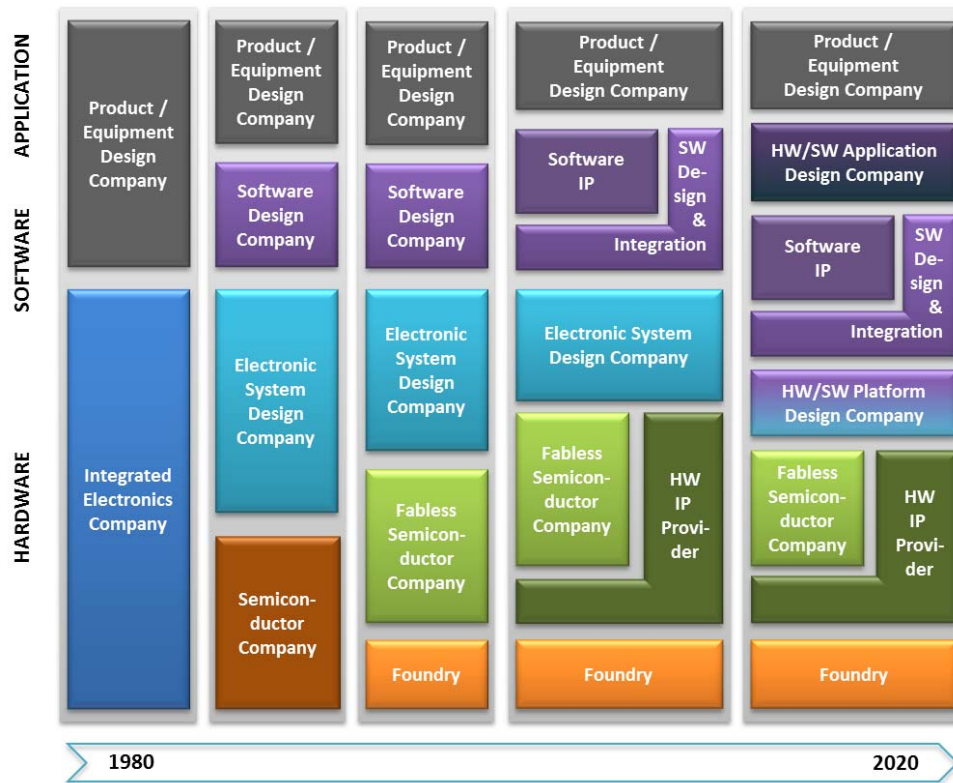 APPLICATION
SOFTWARE
HARDWARE
Product /
Equipment
Design
Company
Integrated
Electronics
Company
Product /
Equipment
Design
Company
Software
Design
Company
Electronic
System
Design
Company
Semicon-
ductor
Company
Product /
Equipment
Design
Company
Software
Design
Company
Electronic
System
Design
Company
Fabless
Semicon-
ductor
Company
Foundry
Product /
Equipment
Design Company
Software
IP
SW
De-
sign
&
Integration
Electronic System
Design Company
Fabless
Semicon-
ductor
Company
HW
IP
Provi-
der
Foundry
Product /
Equipment
Design Company
HW/SW Application
Design Company
Software
IP
SW
De-
sign
&
Integration
HW/SW Platform
Design Company
Fabless
Semicon-
ductor
Company
HW
IP
Provi-
der
Foundry
1980
2020